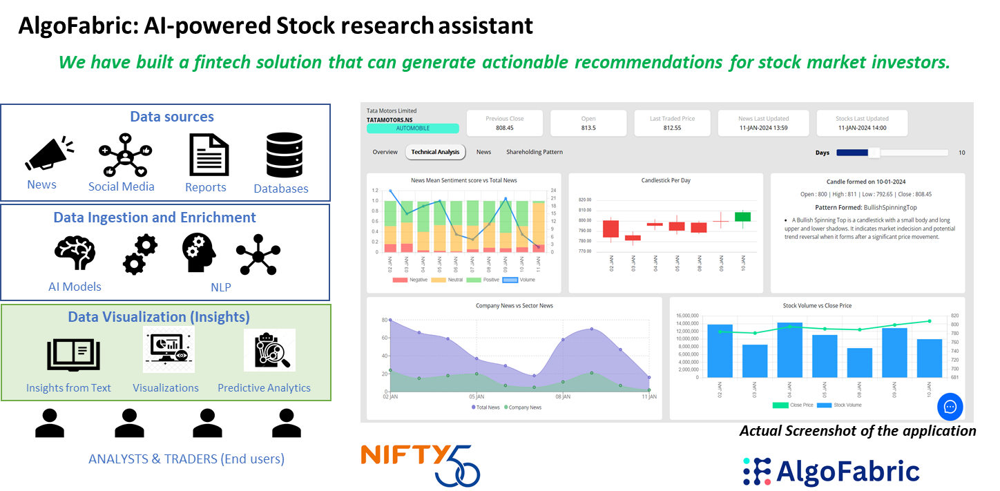 AlgoFabric: AI-powered Stock research assistant
We have built a fintech solution that can generate actionable recommendations for stock market investors.
Data sources
News
Social Media
Reports
Databases
Data Ingestion and Enrichment
AI Models
NLP
Data Visualization (Insights)
Insights from Text
Visualizations
Predictive Analytics
ANALYSTS & TRADERS (End users)
Tata Motors Limited
TATAMOTORS.NS
AUTOMOBILE
Previous Close
808.45
Open
813.5
Last Traded Price
812.55
News Last Updated
11-JAN-2024 13:59
Stocks Last Updated
11-JAN-2024 14:00
Overview
Technical Analysis
News
Shareholding Pattern
Days
10
News Mean Sentiment score vs Total News
1.2
1.0
0.8
0.6
0.4
0.2
0
24
21
18
15
12
9
6
3
0
02 JAN
03 JAN
04 JAN
05 JAN
06 JAN
07 JAN
08 JAN
09 JAN
10 JAN
11 JAN
Negative
Neutral
Positive
Volume
Candlestick Per Day
820.00
810.00
800.00
790.00
780.00
770.00
02 JAN
03 JAN
04 JAN
05 JAN
08 JAN
09 JAN
10 JAN
Candle formed on 10-01-2024
Open : 800 | High : 811 | Low : 792.65 | Close : 808.45
Pattern Formed: BullishSpinningTop
• A Bullish Spinning Top is a candlestick with a small body and long
upper and lower shadows. It indicates market indecision and potential
trend reversal when it forms after a significant price movement.
Company News vs Sector News
80
60
40
20
0
02 JAN
05 JAN
08 JAN
11 JAN
Total News
Company News
Stock Volume vs Close Price
16,000,000
14,000,000
12,000,000
10,000,000
8,000,000
6,000,000
4,000,000
2,000,000
0
820
800
780
760
740
720
700
681
02 JAN
03 JAN
04 JAN
05 JAN
08 JAN
09 JAN
10 JAN
Close Price
Stock Volume
Actual Screenshot of the application
NIFTY50
AlgoFabric